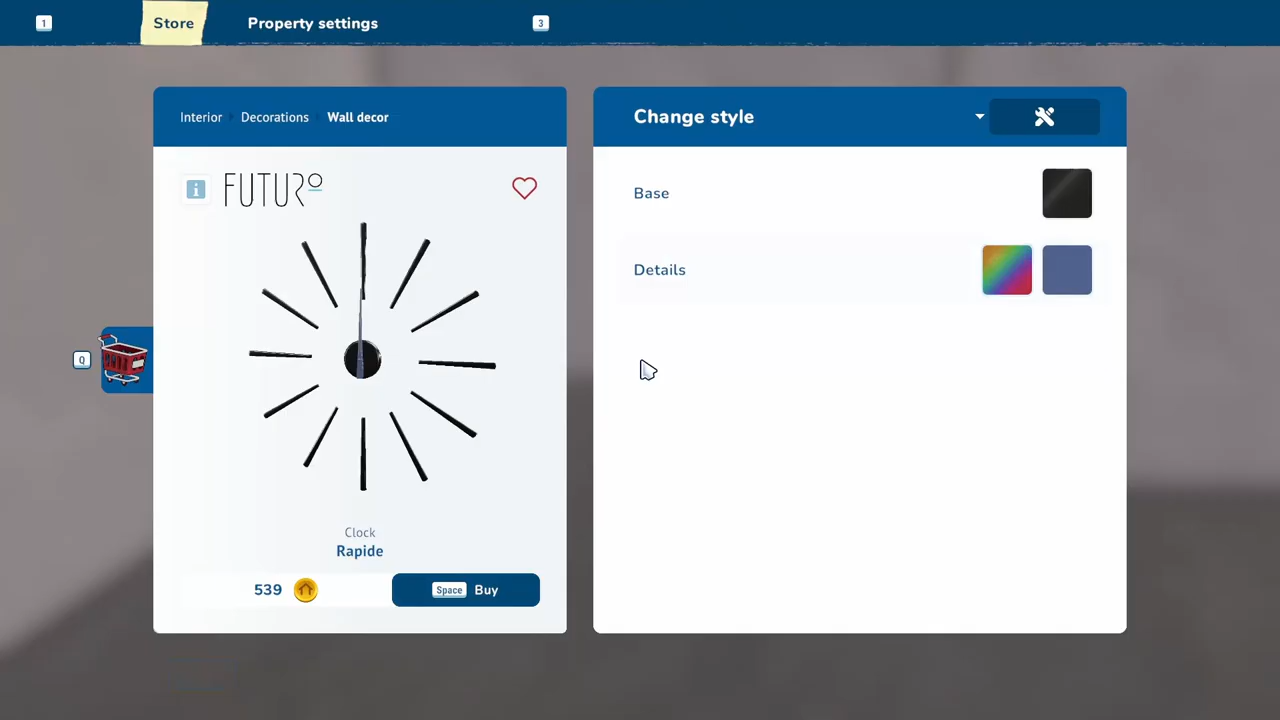 1
Store
Property settings
3
Interior
Decorations
Wall decor
Change style
i
FUTURO
Base
Details
Q
Clock
Rapide
539
Space
Buy